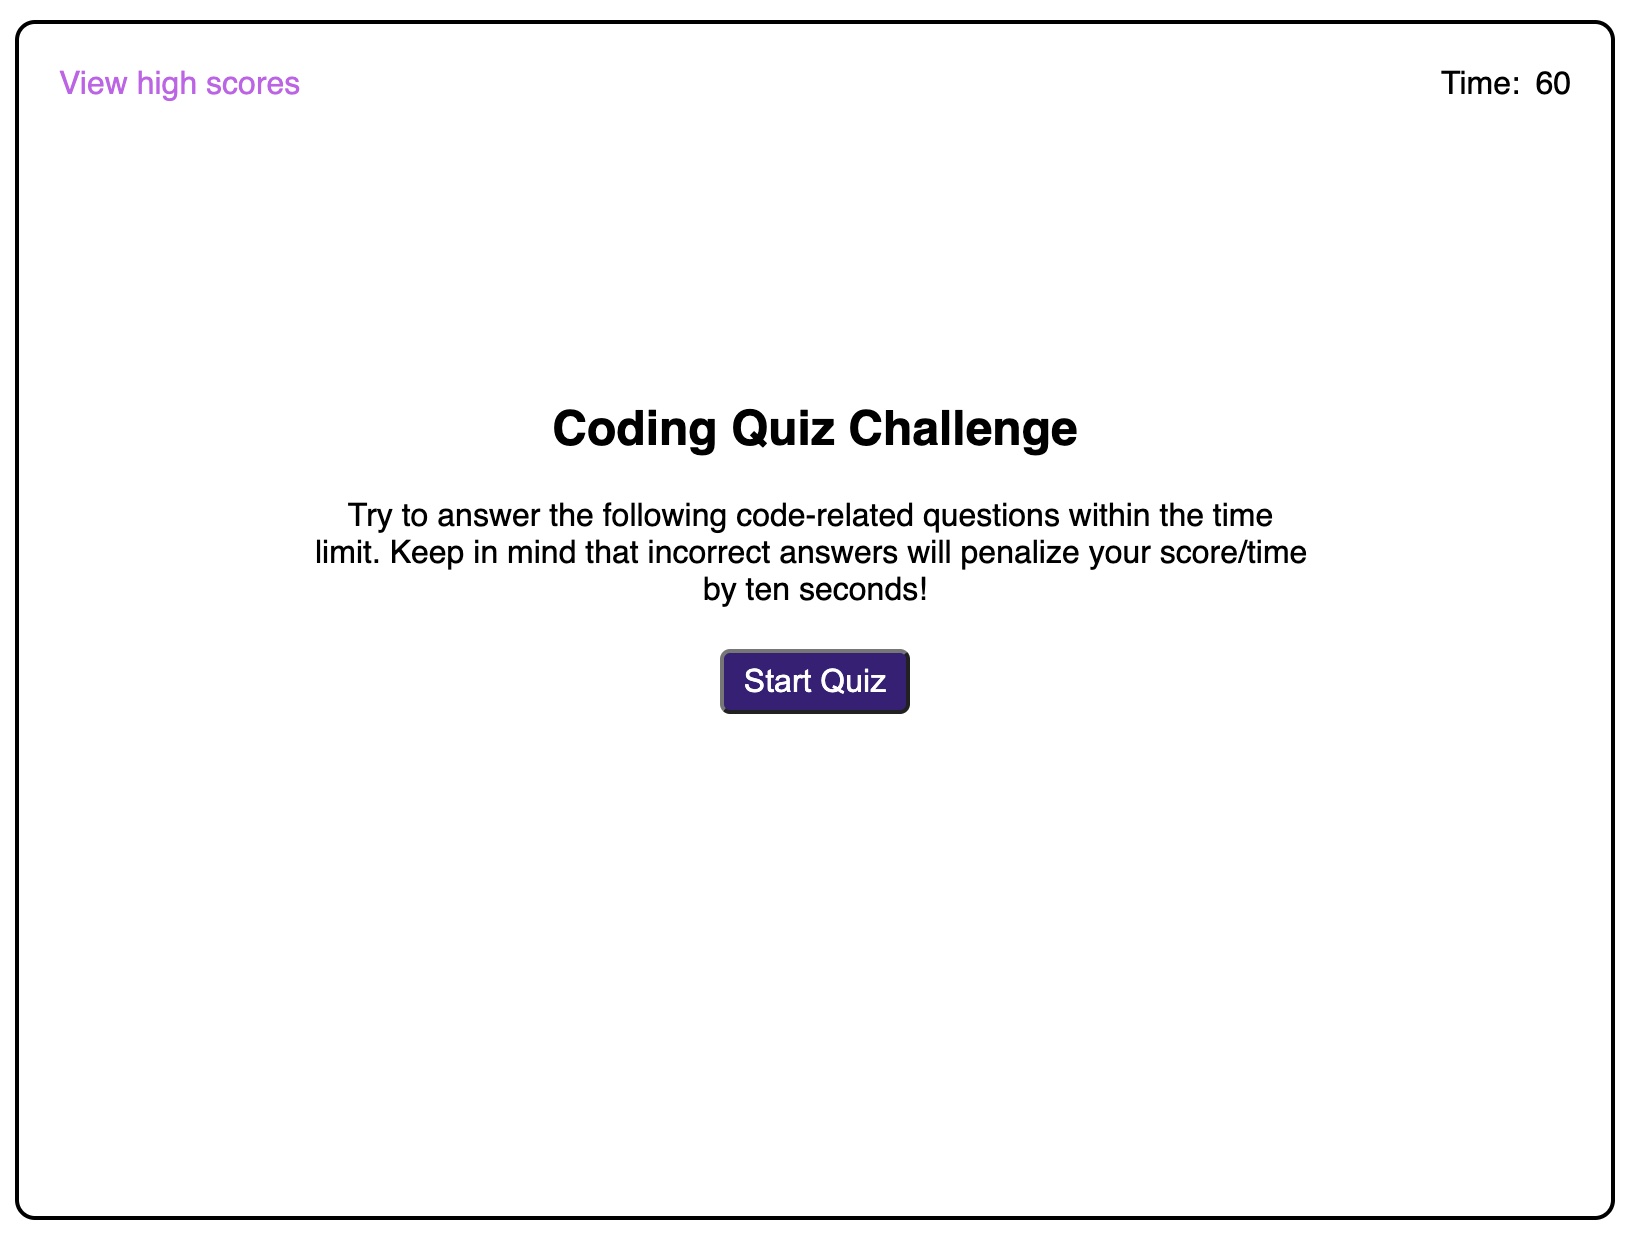 View high scores
Time: 60
Coding Quiz Challenge
Try to answer the following code-related questions within the time
limit. Keep in mind that incorrect answers will penalize your score/time
by ten seconds!
Start Quiz